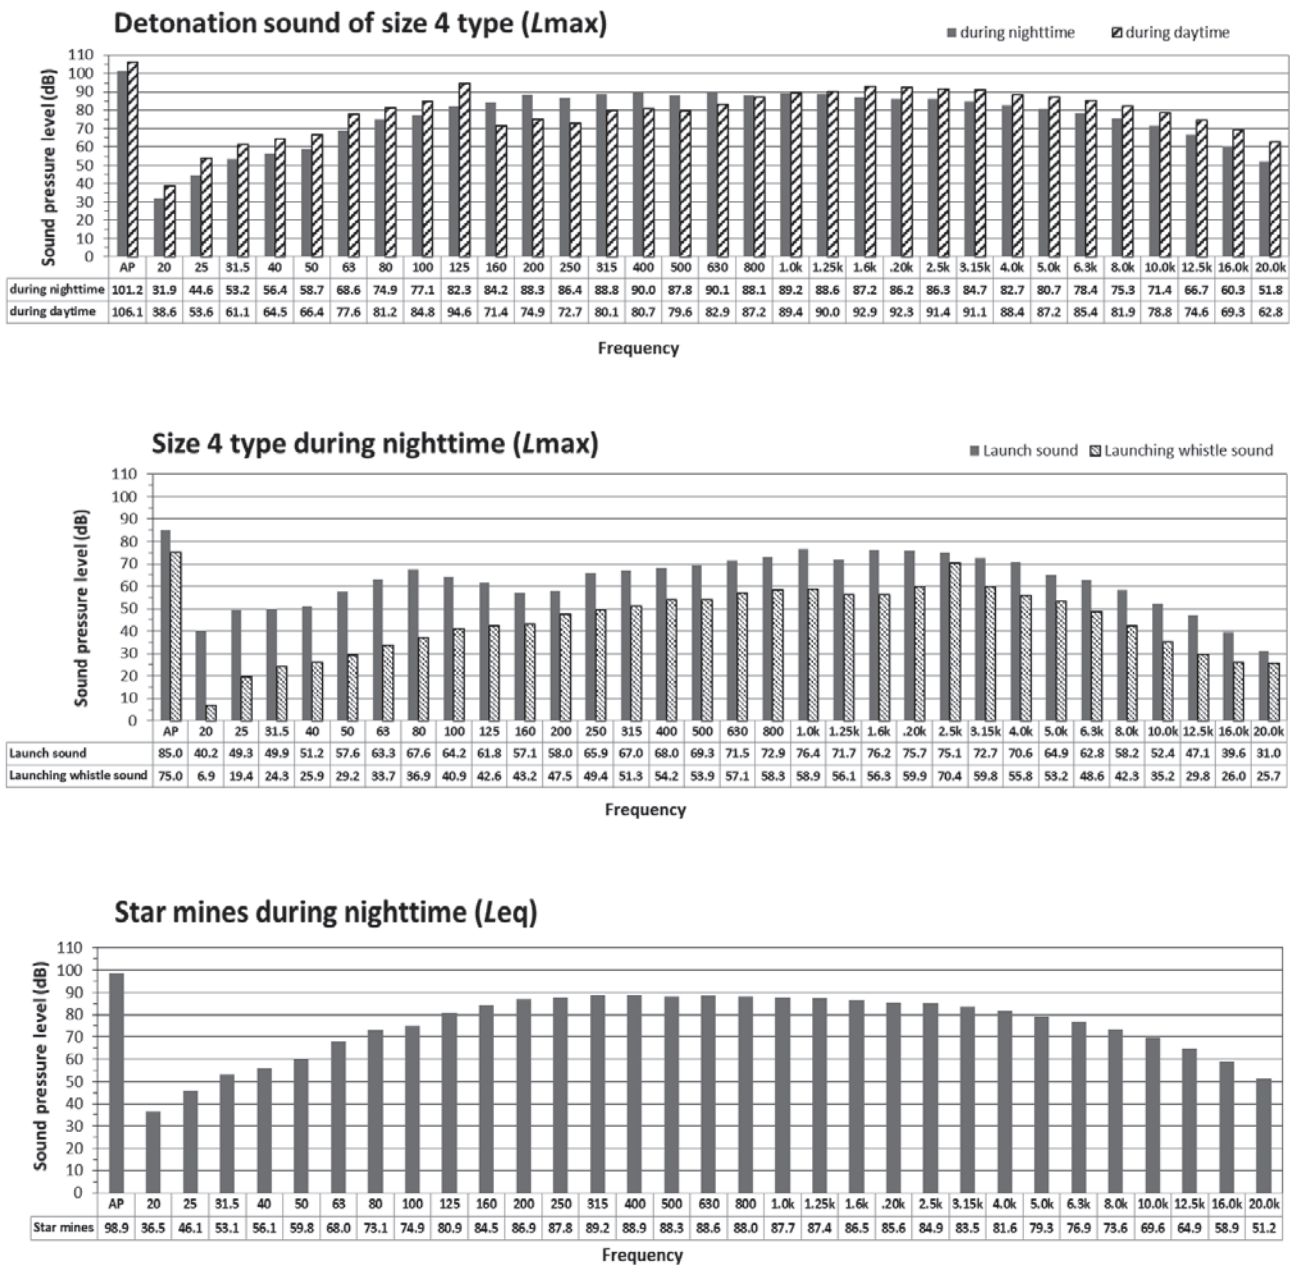 Detonation sound of size 4 type (Lmax)
during nighttime during daytime
Sound pressure level (dB)
110
100
90
80
70
60
50
40
30
20
10
0
AP 20 25 31.5 40 50 63 80 100 125 160 200 250 315 400 500 630 800 1.0k 1.25k 1.6k .20k 2.5k 3.15k 4.0k 5.0k 6.3k 8.0k 10.0k 12.5k 16.0k 20.0k
during nighttime 101.2 31.9 44.6 53.2 56.4 58.7 68.6 74.9 77.1 82.3 84.2 88.3 86.4 88.8 90.0 87.8 90.1 88.1 89.2 88.6 87.2 86.2 86.3 84.7 82.7 80.7 78.4 75.3 71.4 66.7 60.3 51.8
during daytime 106.1 38.6 53.6 61.1 64.5 66.4 77.6 81.2 84.8 94.6 71.4 74.9 72.7 80.1 80.7 79.6 82.9 87.2 89.4 90.0 92.9 92.3 91.4 91.1 88.4 87.2 85.4 81.9 78.8 74.6 69.3 62.8
Frequency
Size 4 type during nighttime (Lmax)
Launch sound Launching whistle sound
Sound pressure level (dB)
110
100
90
80
70
60
50
40
30
20
10
0
AP 20 25 31.5 40 50 63 80 100 125 160 200 250 315 400 500 630 800 1.0k 1.25k 1.6k .20k 2.5k 3.15k 4.0k 5.0k 6.3k 8.0k 10.0k 12.5k 16.0k 20.0k
Launch sound 85.0 40.2 49.3 49.9 51.2 57.6 63.3 67.6 64.2 61.8 57.1 58.0 65.9 67.0 68.0 69.3 71.5 72.9 76.4 71.7 76.2 75.7 75.1 72.7 70.6 64.9 62.8 58.2 52.4 47.1 39.6 31.0
Launching whistle sound 75.0 6.9 19.4 24.3 25.9 29.2 33.7 36.9 40.9 42.6 43.2 47.5 49.4 51.3 54.2 53.9 57.1 58.3 58.9 56.1 56.3 59.9 70.4 59.8 55.8 53.2 48.6 42.3 35.2 29.8 26.0 25.7
Frequency
Star mines during nighttime (Leq)
Sound pressure level (dB)
110
100
90
80
70
60
50
40
30
20
10
0
AP 20 25 31.5 40 50 63 80 100 125 160 200 250 315 400 500 630 800 1.0k 1.25k 1.6k .20k 2.5k 3.15k 4.0k 5.0k 6.3k 8.0k 10.0k 12.5k 16.0k 20.0k
Star mines 98.9 36.5 46.1 53.1 56.1 59.8 68.0 73.1 74.9 80.9 84.5 86.9 87.8 89.2 88.9 88.3 88.6 88.0 87.7 87.4 86.5 85.6 84.9 83.5 81.6 79.3 76.9 73.6 69.6 64.9 58.9 51.2
Frequency